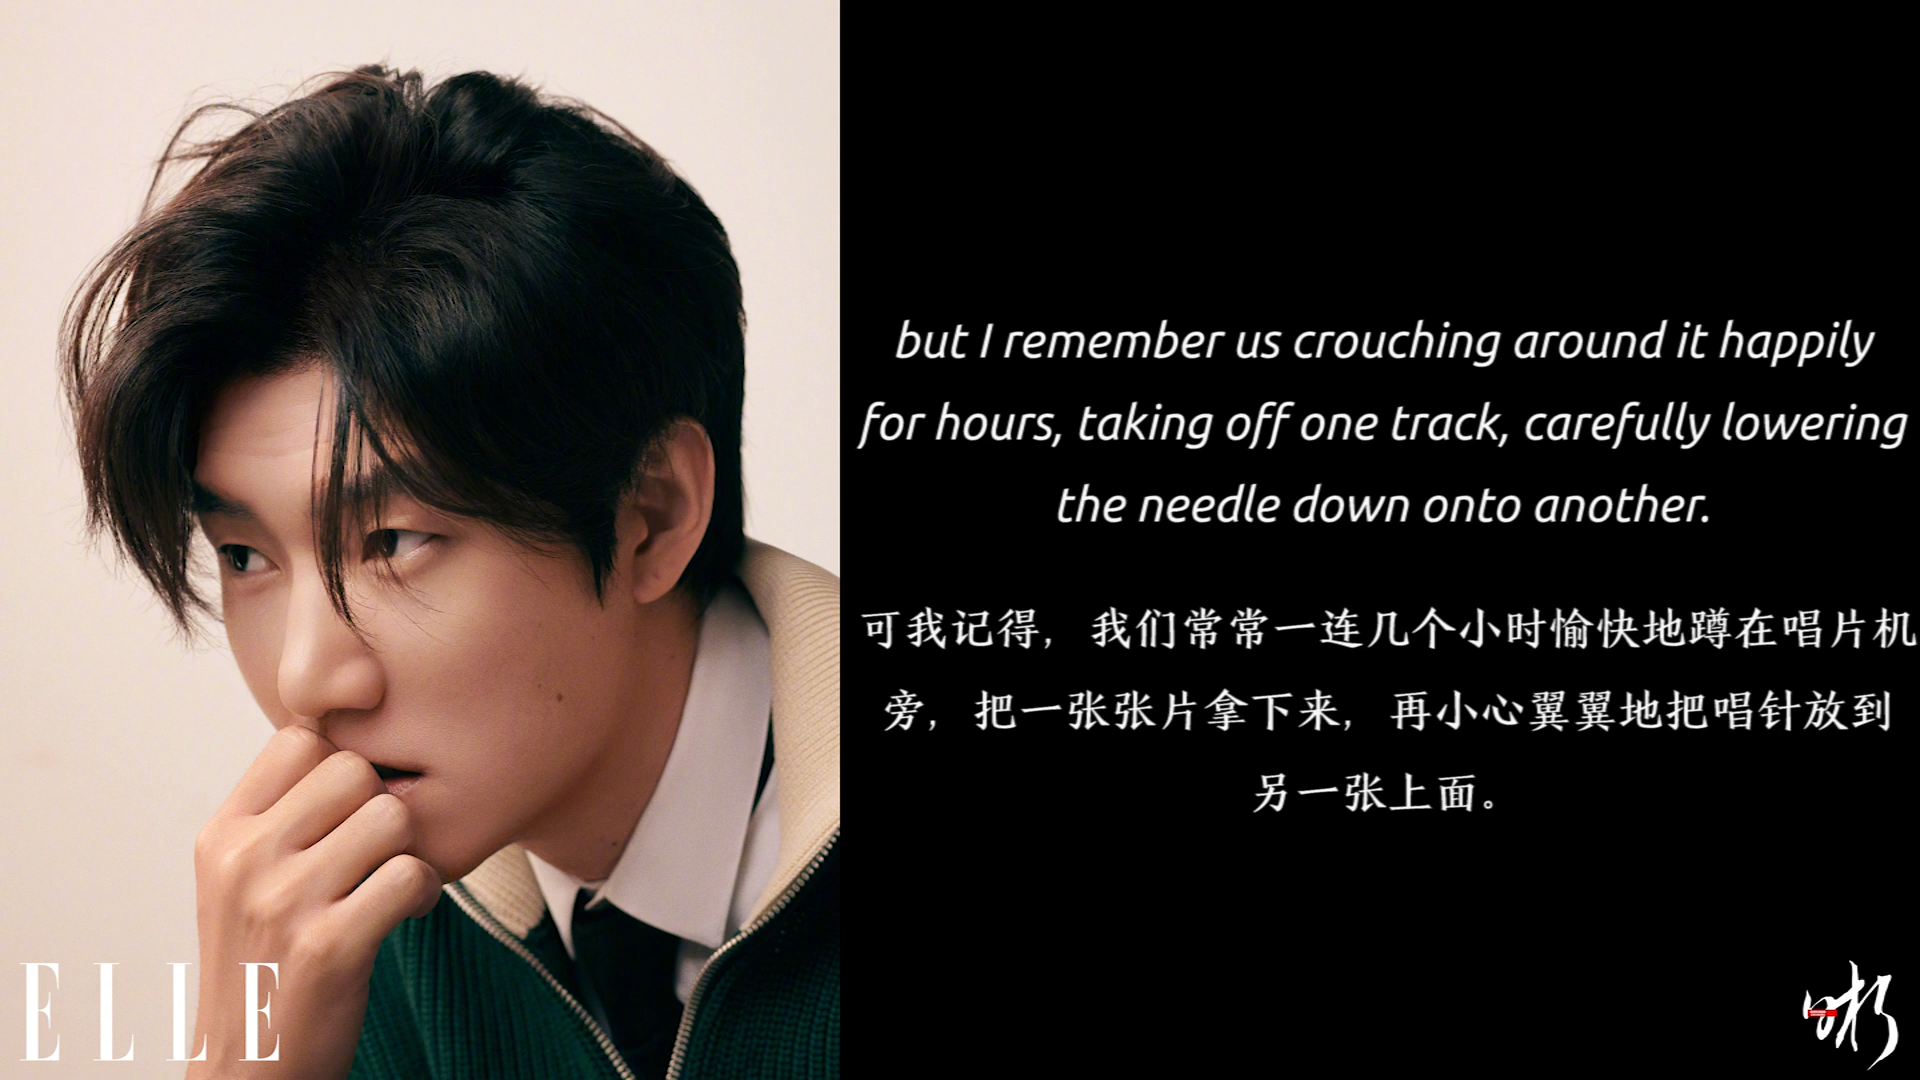 but I remember us crouching around it happily
for hours, taking off one track, carefully lowering
the needle down onto another.
可我记得，我们常常一连几个小时愉快地蹲在唱片机
旁，把一张张片拿下来，再小心翼翼地把唱针放到
另一张上面。
ELLE